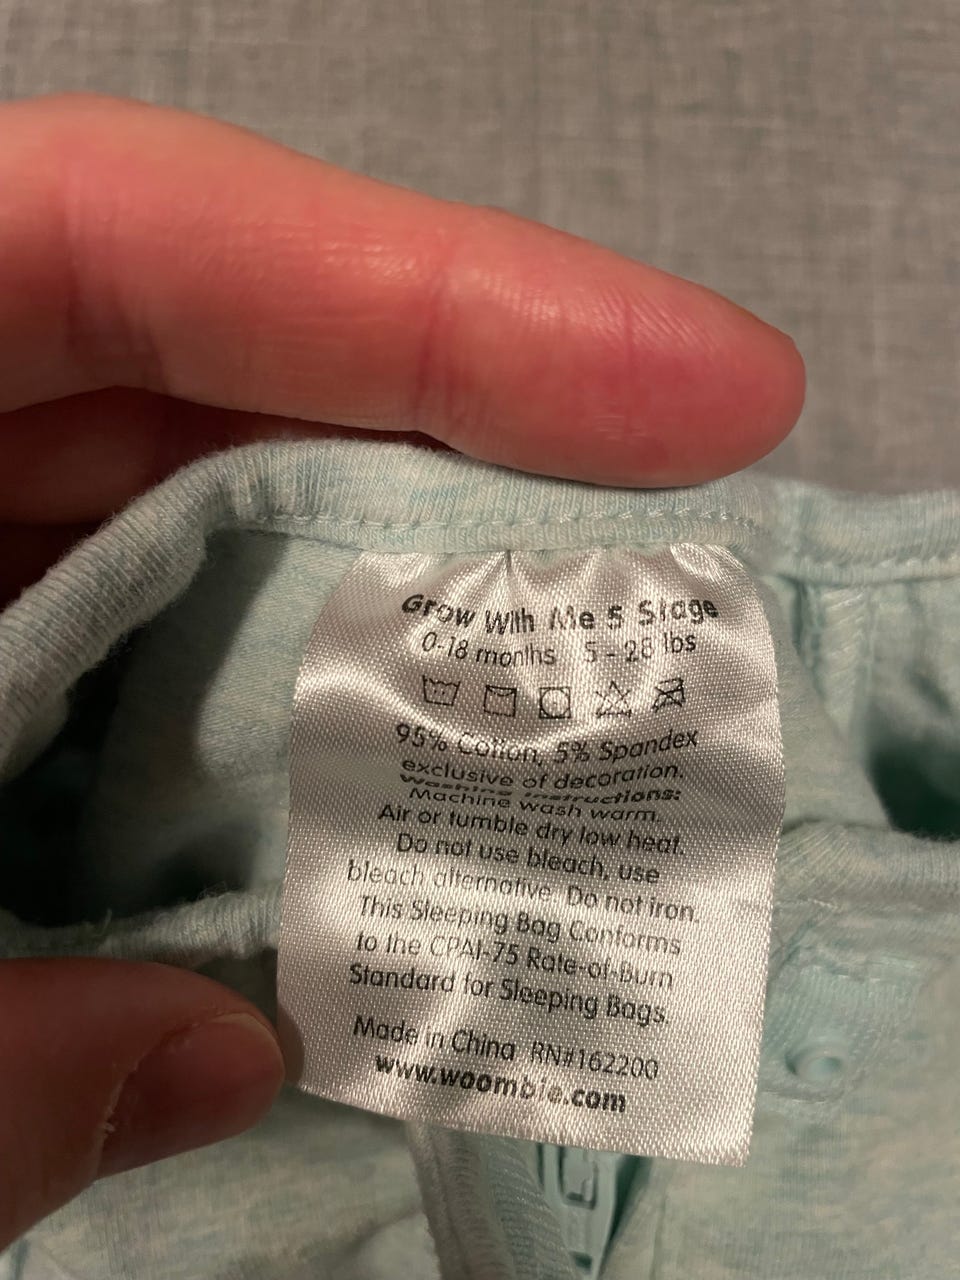 Grow With Me 5 Stage
0-18 months 5 - 28 lbs
95% Cotton, 5% Spandex
exclusive of decoration.
Washing instructions:
Machine wash warm.
Air or tumble dry low heat.
Do not use bleach, use
bleach alternative. Do not iron.
This Sleeping Bag Conforms
to the CPAI-75 Rate-of-Burn
Standard for Sleeping Bags.
Made in China RN#162200
www.woombie.com